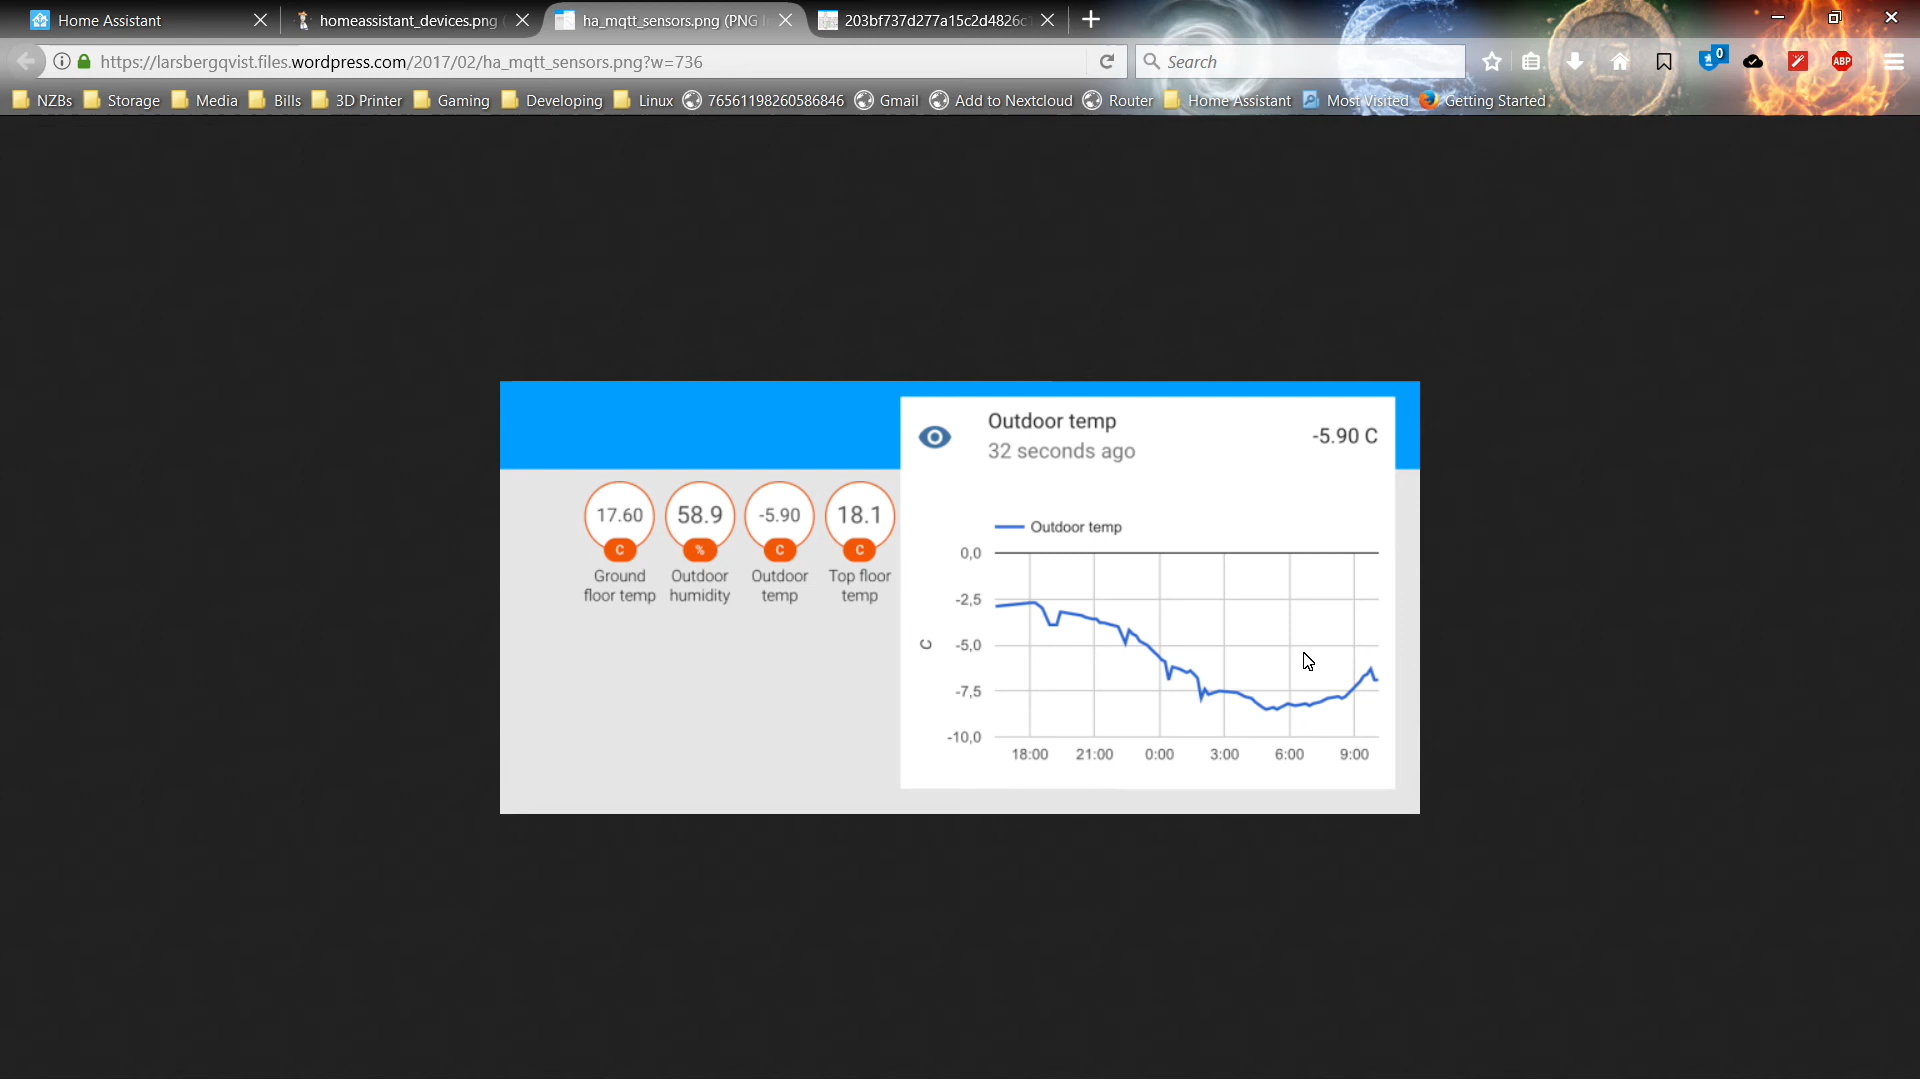 Home Assistant
homeassistant_devices.png
ha_mqtt_sensors.png (PNG I
203bf737d277a15c2d4826c1
https://larsbergqvist.files.wordpress.com/2017/02/ha_mqtt_sensors.png?w=736
Search
0
ABP
NZBs Storage Media Bills 3D Printer Gaming Developing Linux 76561198260586846 Gmail Add to Nextcloud Router Home Assistant Most Visited Getting Started
Outdoor temp
32 seconds ago
-5.90 C
17.60 58.9 -5.90 18.1
C % C C
Ground floor temp
Outdoor humidity
Outdoor temp
Top floor temp
Outdoor temp
C
0,0
-2,5
-5,0
-7,5
-10,0
18:00 21:00 0:00 3:00 6:00 9:00